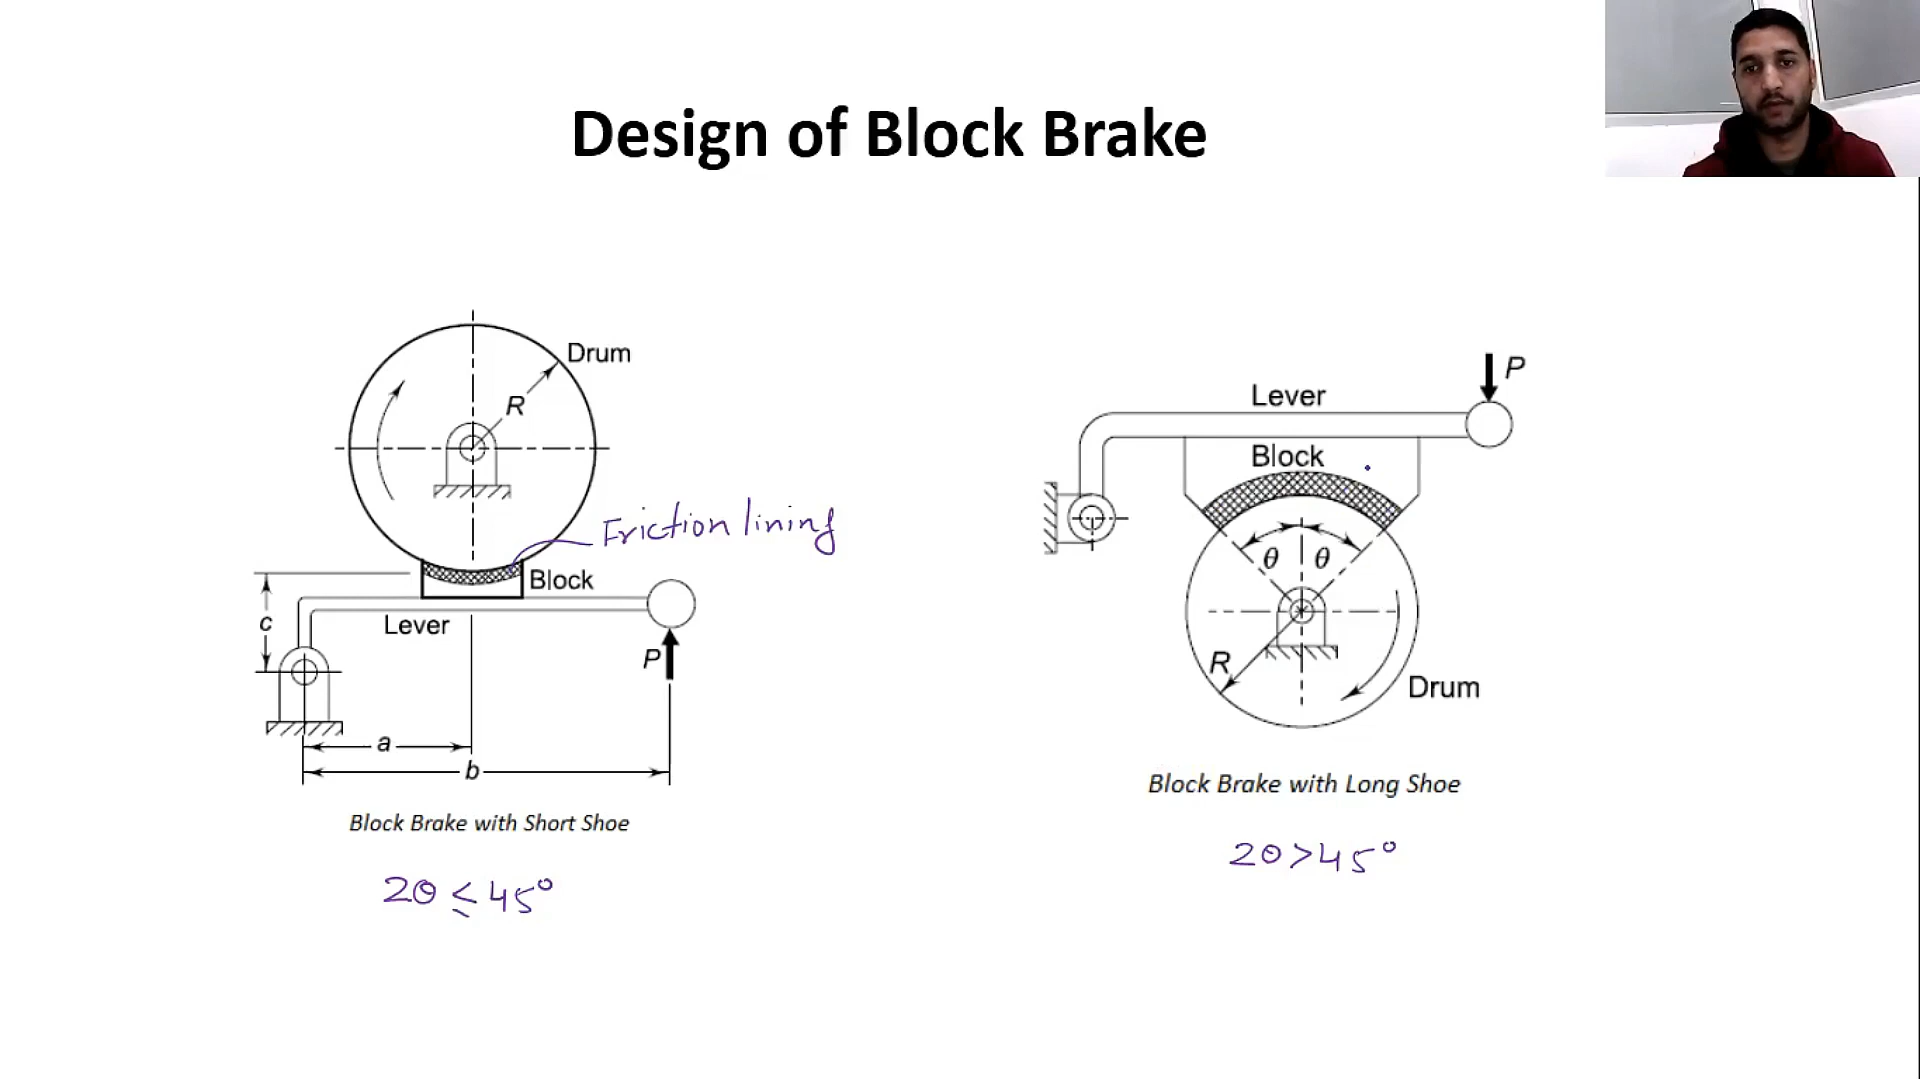 Design of Block Brake
Drum
R
Friction lining
Block
c
Lever
P
a
b
Block Brake with Short Shoe
2θ ≤ 45°
P
Lever
Block
θ θ
R
Drum
Block Brake with Long Shoe
2θ > 45°